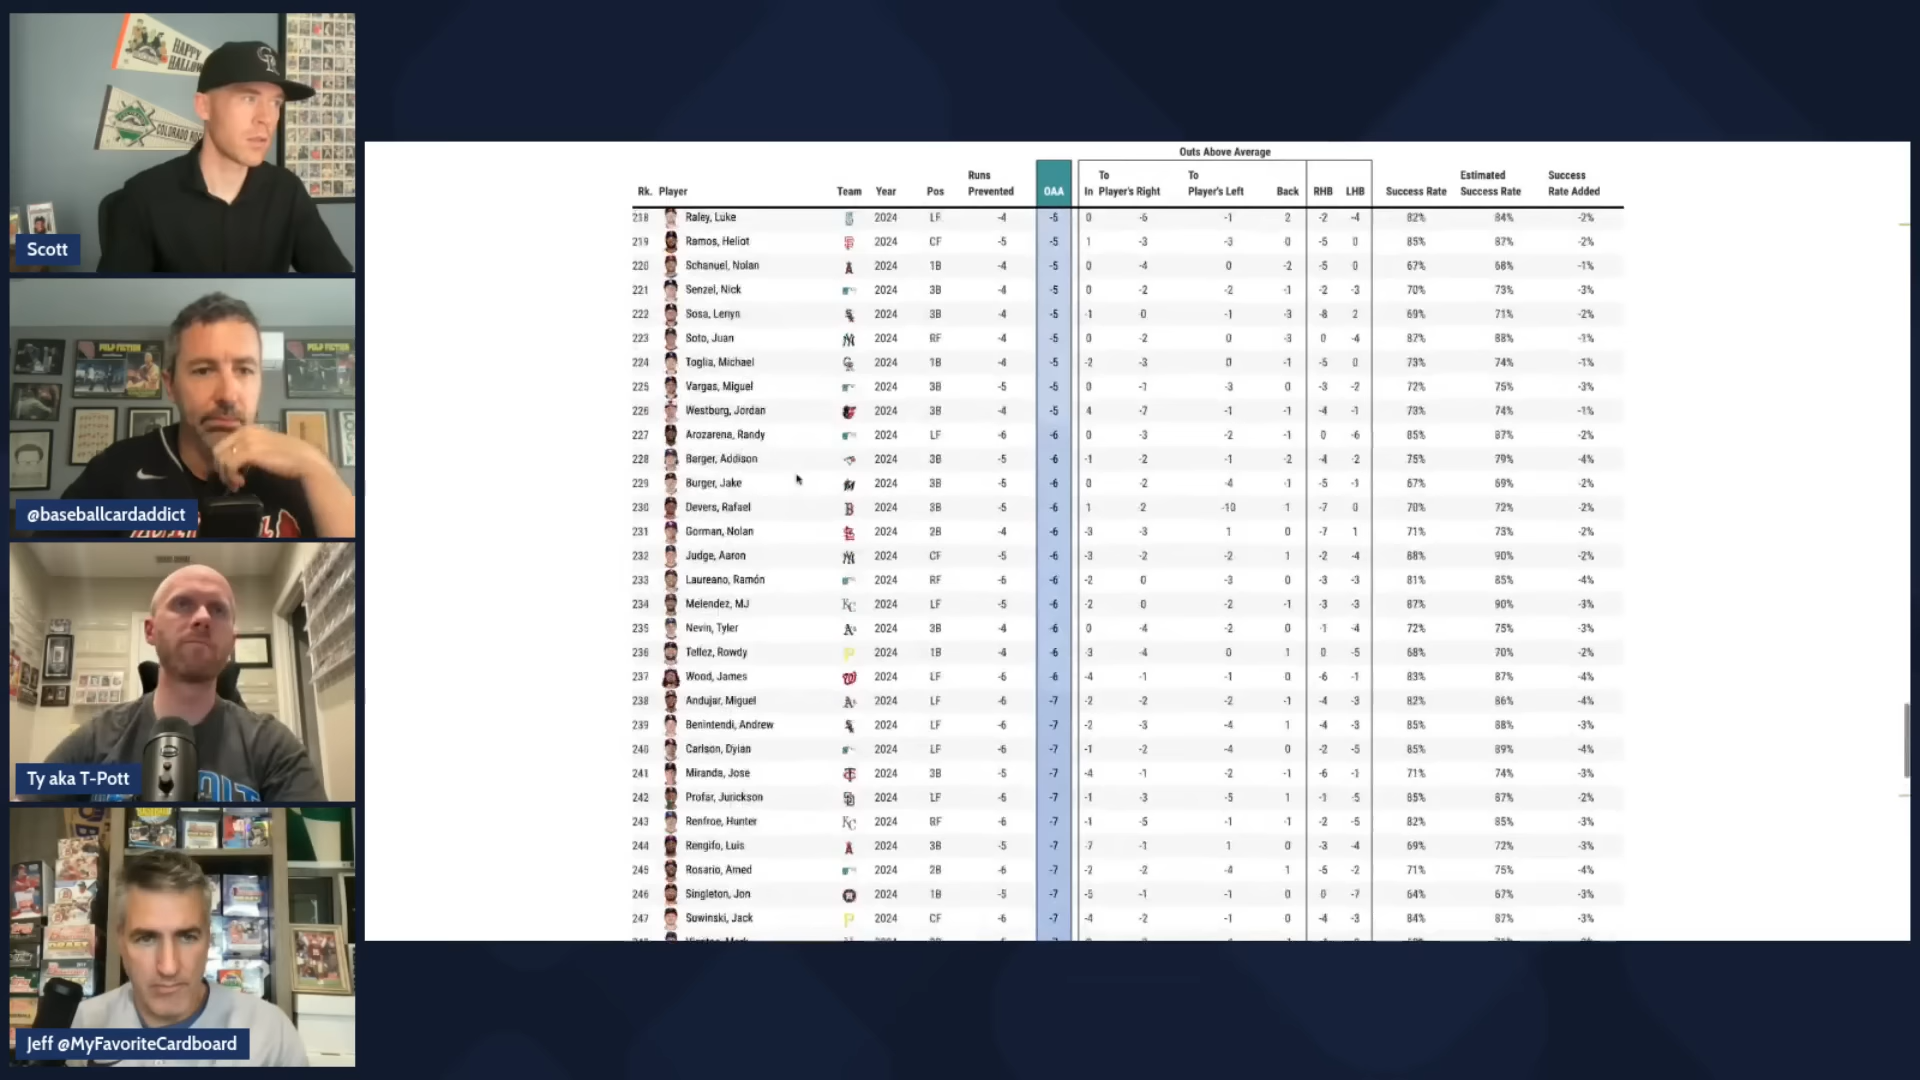 HAPPY
HALLOW
COLORADO ROC
Scott
PULP FICTION
PULP FICTION
@baseballcardaddict
Ty aka T-Pott
DRAFT
Jeff @MyFavoriteCardboard
Outs Above Average
Rk. Player Team Year Pos Runs Prevented OAA In To Player's Right To Player's Left Back RHB LHB Success Rate Estimated Success Rate Success Rate Added
218 Raley, Luke 2024 LF -4 -5 0 -6 -1 2 -2 -4 82% 84% -2%
219 Ramos, Heliot 2024 CF -5 -5 1 -3 -3 0 -5 0 85% 87% -2%
220 Schanuel, Nolan 2024 1B -4 -5 0 -4 0 -2 -5 0 67% 68% -1%
221 Senzel, Nick 2024 3B -4 -5 0 -2 -2 -1 -2 -3 70% 73% -3%
222 Sosa, Lenyn 2024 3B -4 -5 -1 0 -1 -3 -8 2 69% 71% -2%
223 Soto, Juan 2024 RF -4 -5 0 -2 0 -3 0 -4 87% 88% -1%
224 Toglia, Michael 2024 1B -4 -5 -2 -3 0 -1 -5 0 73% 74% -1%
225 Vargas, Miguel 2024 3B -5 -5 0 -1 -3 0 -3 -2 72% 75% -3%
226 Westburg, Jordan 2024 3B -4 -5 4 -7 -1 -1 -4 -1 73% 74% -1%
227 Arozarena, Randy 2024 LF -6 -6 0 -3 -2 -1 0 -6 85% 87% -2%
228 Barger, Addison 2024 3B -5 -6 -1 -2 -1 -2 -4 -2 75% 79% -4%
229 Burger, Jake 2024 3B -5 -6 0 -2 -4 -1 -5 -1 67% 69% -2%
230 Devers, Rafael 2024 3B -5 -6 1 2 -10 1 -7 0 70% 72% -2%
231 Gorman, Nolan 2024 2B -4 -6 -3 -3 1 0 -7 1 71% 73% -2%
232 Judge, Aaron 2024 CF -5 -6 -3 -2 -2 1 -2 -4 88% 90% -2%
233 Laureano, Ramón 2024 RF -6 -6 -2 0 -3 0 -3 -3 81% 85% -4%
234 Melendez, MJ KC 2024 LF -5 -6 -2 0 -2 -1 -3 -3 87% 90% -3%
235 Nevin, Tyler A's 2024 3B -4 -6 0 -4 -2 0 -1 -4 72% 75% -3%
236 Tellez, Rowdy P 2024 1B -4 -6 -3 -4 0 1 0 -5 68% 70% -2%
237 Wood, James W 2024 LF -6 -6 -4 -1 -1 0 -6 -1 83% 87% -4%
238 Andujar, Miguel A's 2024 LF -6 -7 -2 -2 -2 -1 -4 -3 82% 86% -4%
239 Benintendi, Andrew 2024 LF -6 -7 -2 -3 -4 1 -4 -3 85% 88% -3%
240 Carlson, Dylan 2024 LF -6 -7 -1 -2 -4 0 -2 -5 85% 89% -4%
241 Miranda, Jose 2024 3B -5 -7 -4 -1 -2 -1 -6 -1 71% 74% -3%
242 Profar, Jurickson 2024 LF -6 -7 -1 -3 -5 1 -1 -5 85% 87% -2%
243 Renfroe, Hunter KC 2024 RF -6 -7 -1 -5 -1 -1 -2 -5 82% 85% -3%
244 Rengifo, Luis A 2024 3B -5 -7 -7 -1 1 0 -3 -4 69% 72% -3%
245 Rosario, Amed 2024 2B -6 -7 -2 -2 -4 1 -5 -2 71% 75% -4%
246 Singleton, Jon 2024 1B -5 -7 -5 -1 -1 0 0 -7 64% 67% -3%
247 Suwinski, Jack P 2024 CF -6 -7 -4 -2 -1 0 -4 -3 84% 87% -3%